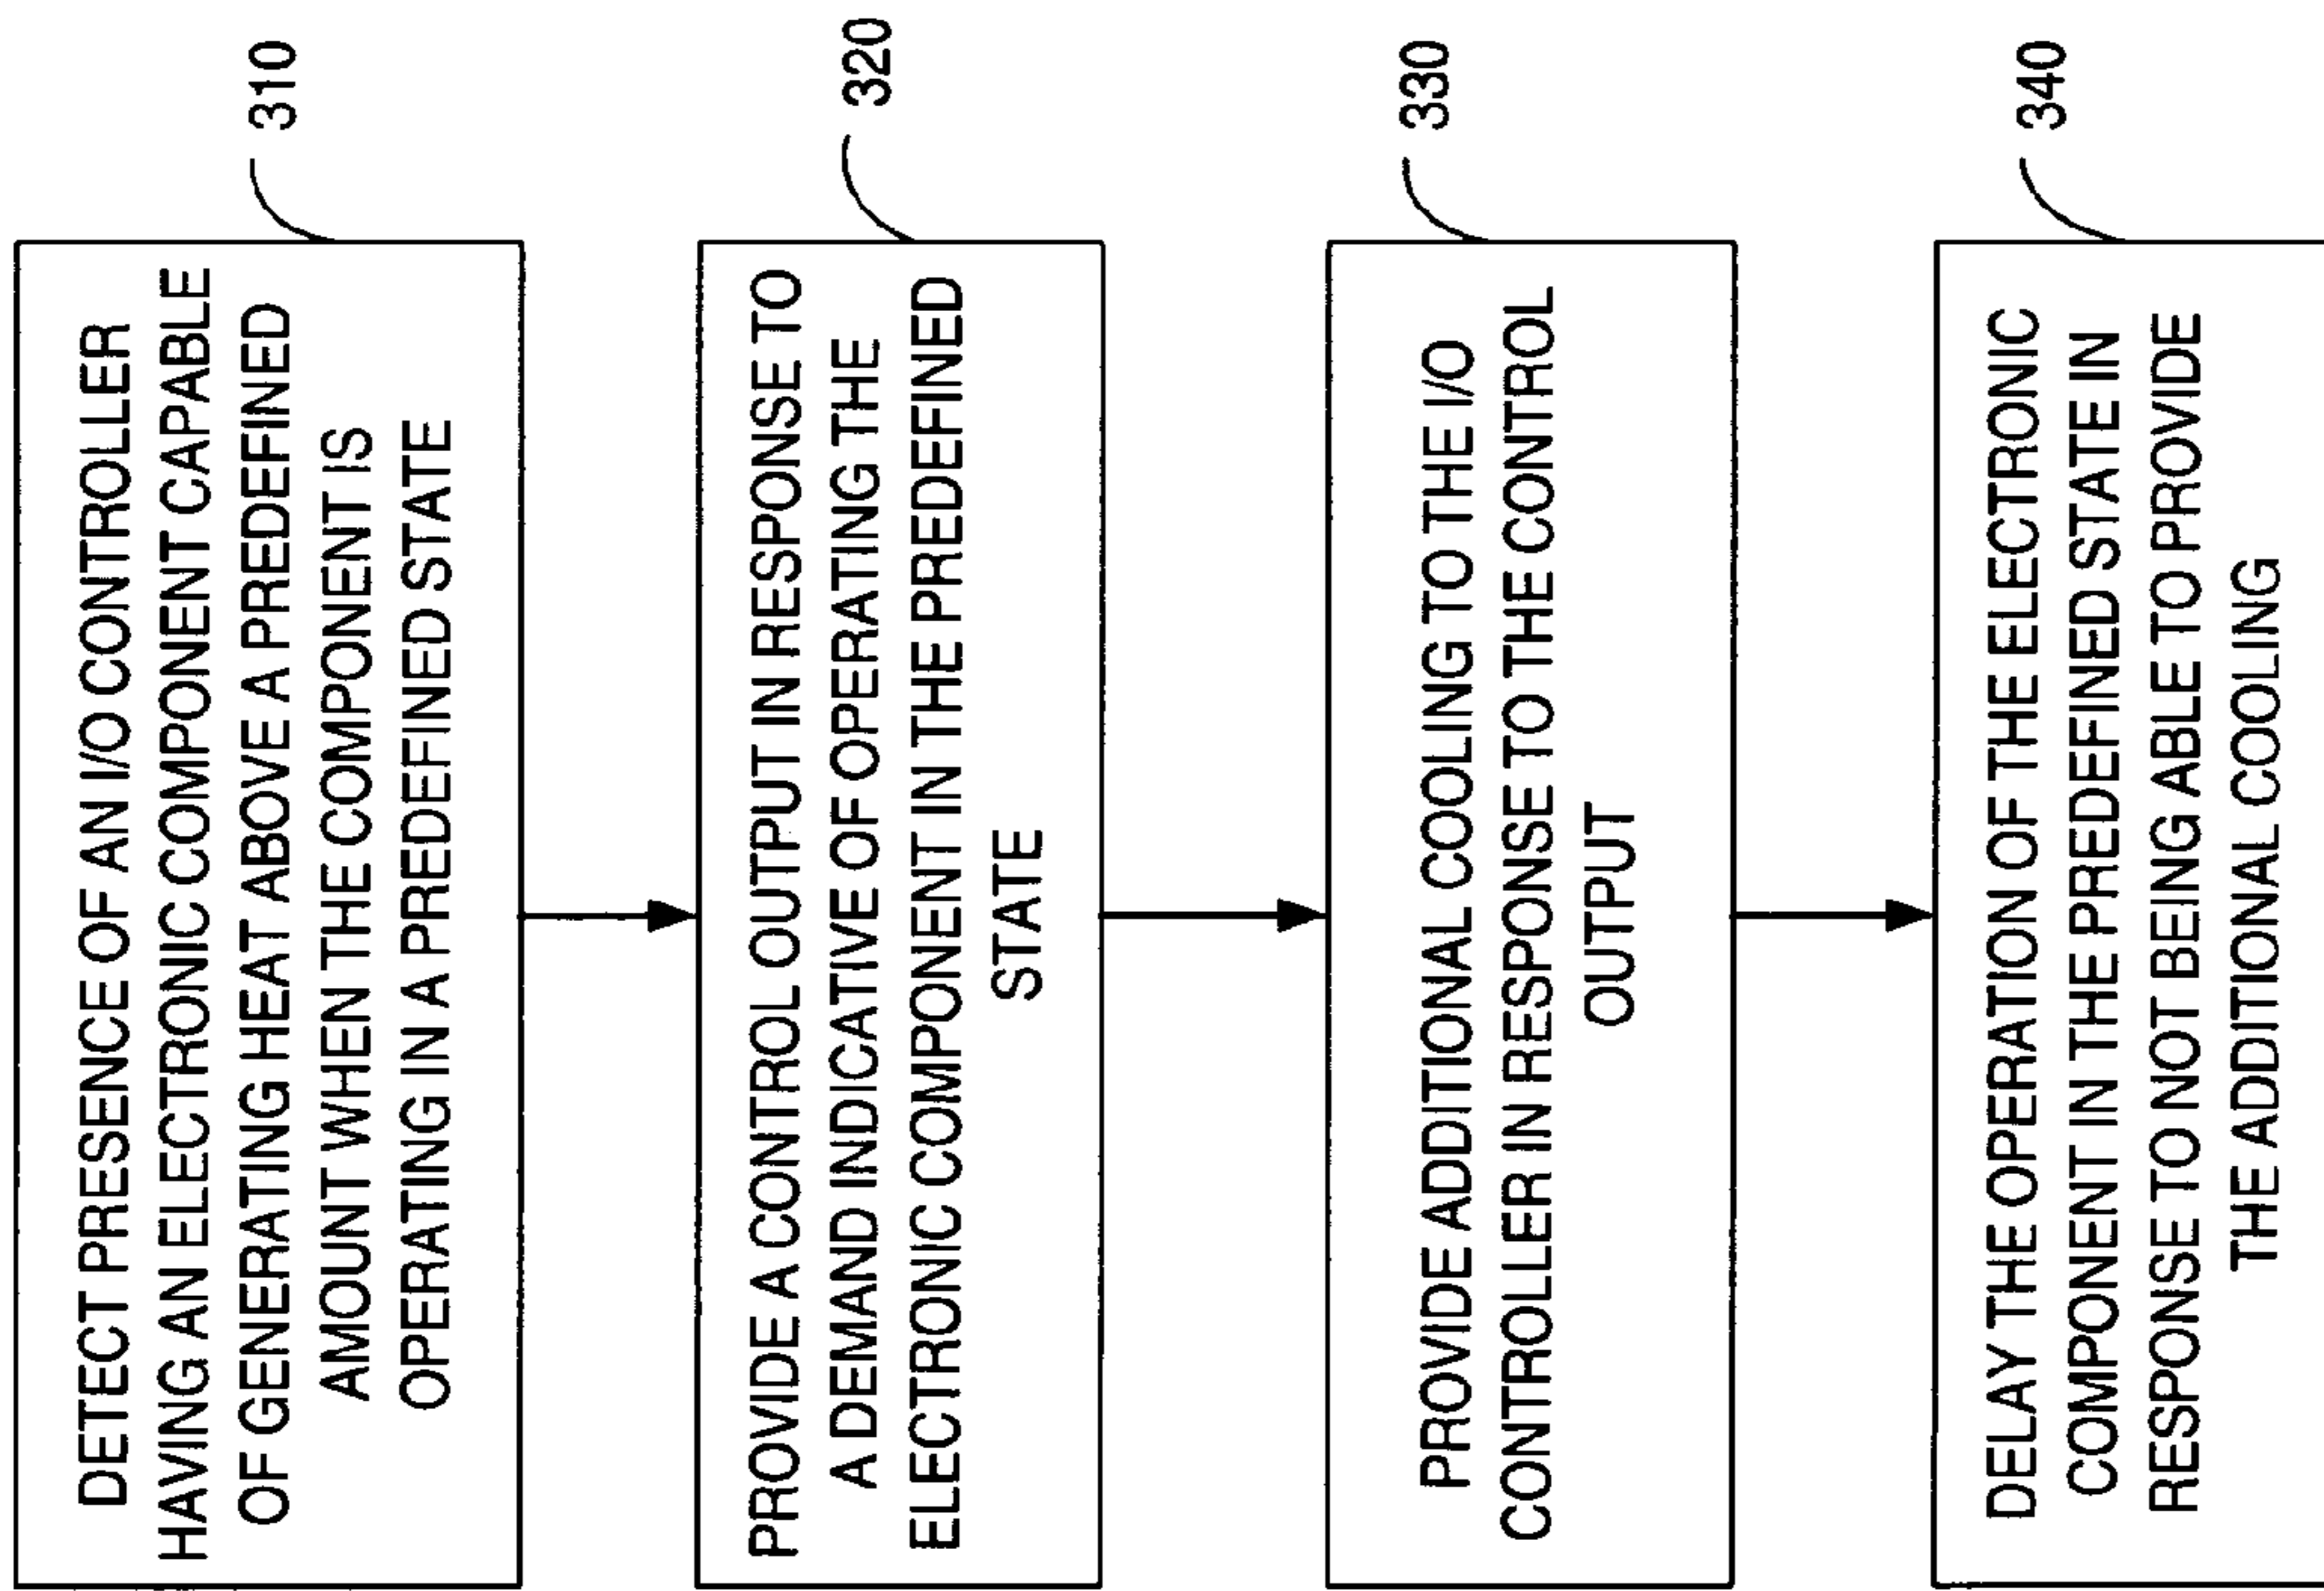 DETECT PRESENCE OF AN I/O CONTROLLER
HAVING AN ELECTRONIC COMPONENT CAPABLE
OF GENERATING HEAT ABOVE A PREDEFINED
AMOUNT WHEN THE COMPONENT IS
OPERATING IN A PREDEFINED STATE
310
PROVIDE A CONTROL OUTPUT IN RESPONSE TO
A DEMAND INDICATIVE OF OPERATING THE
ELECTRONIC COMPONENT IN THE PREDEFINED
STATE
320
PROVIDE ADDITIONAL COOLING TO THE I/O
CONTROLLER IN RESPONSE TO THE CONTROL
OUTPUT
330
DELAY THE OPERATION OF THE ELECTRONIC
COMPONENT IN THE PREDEFINED STATE IN
RESPONSE TO NOT BEING ABLE TO PROVIDE
THE ADDITIONAL COOLING
340